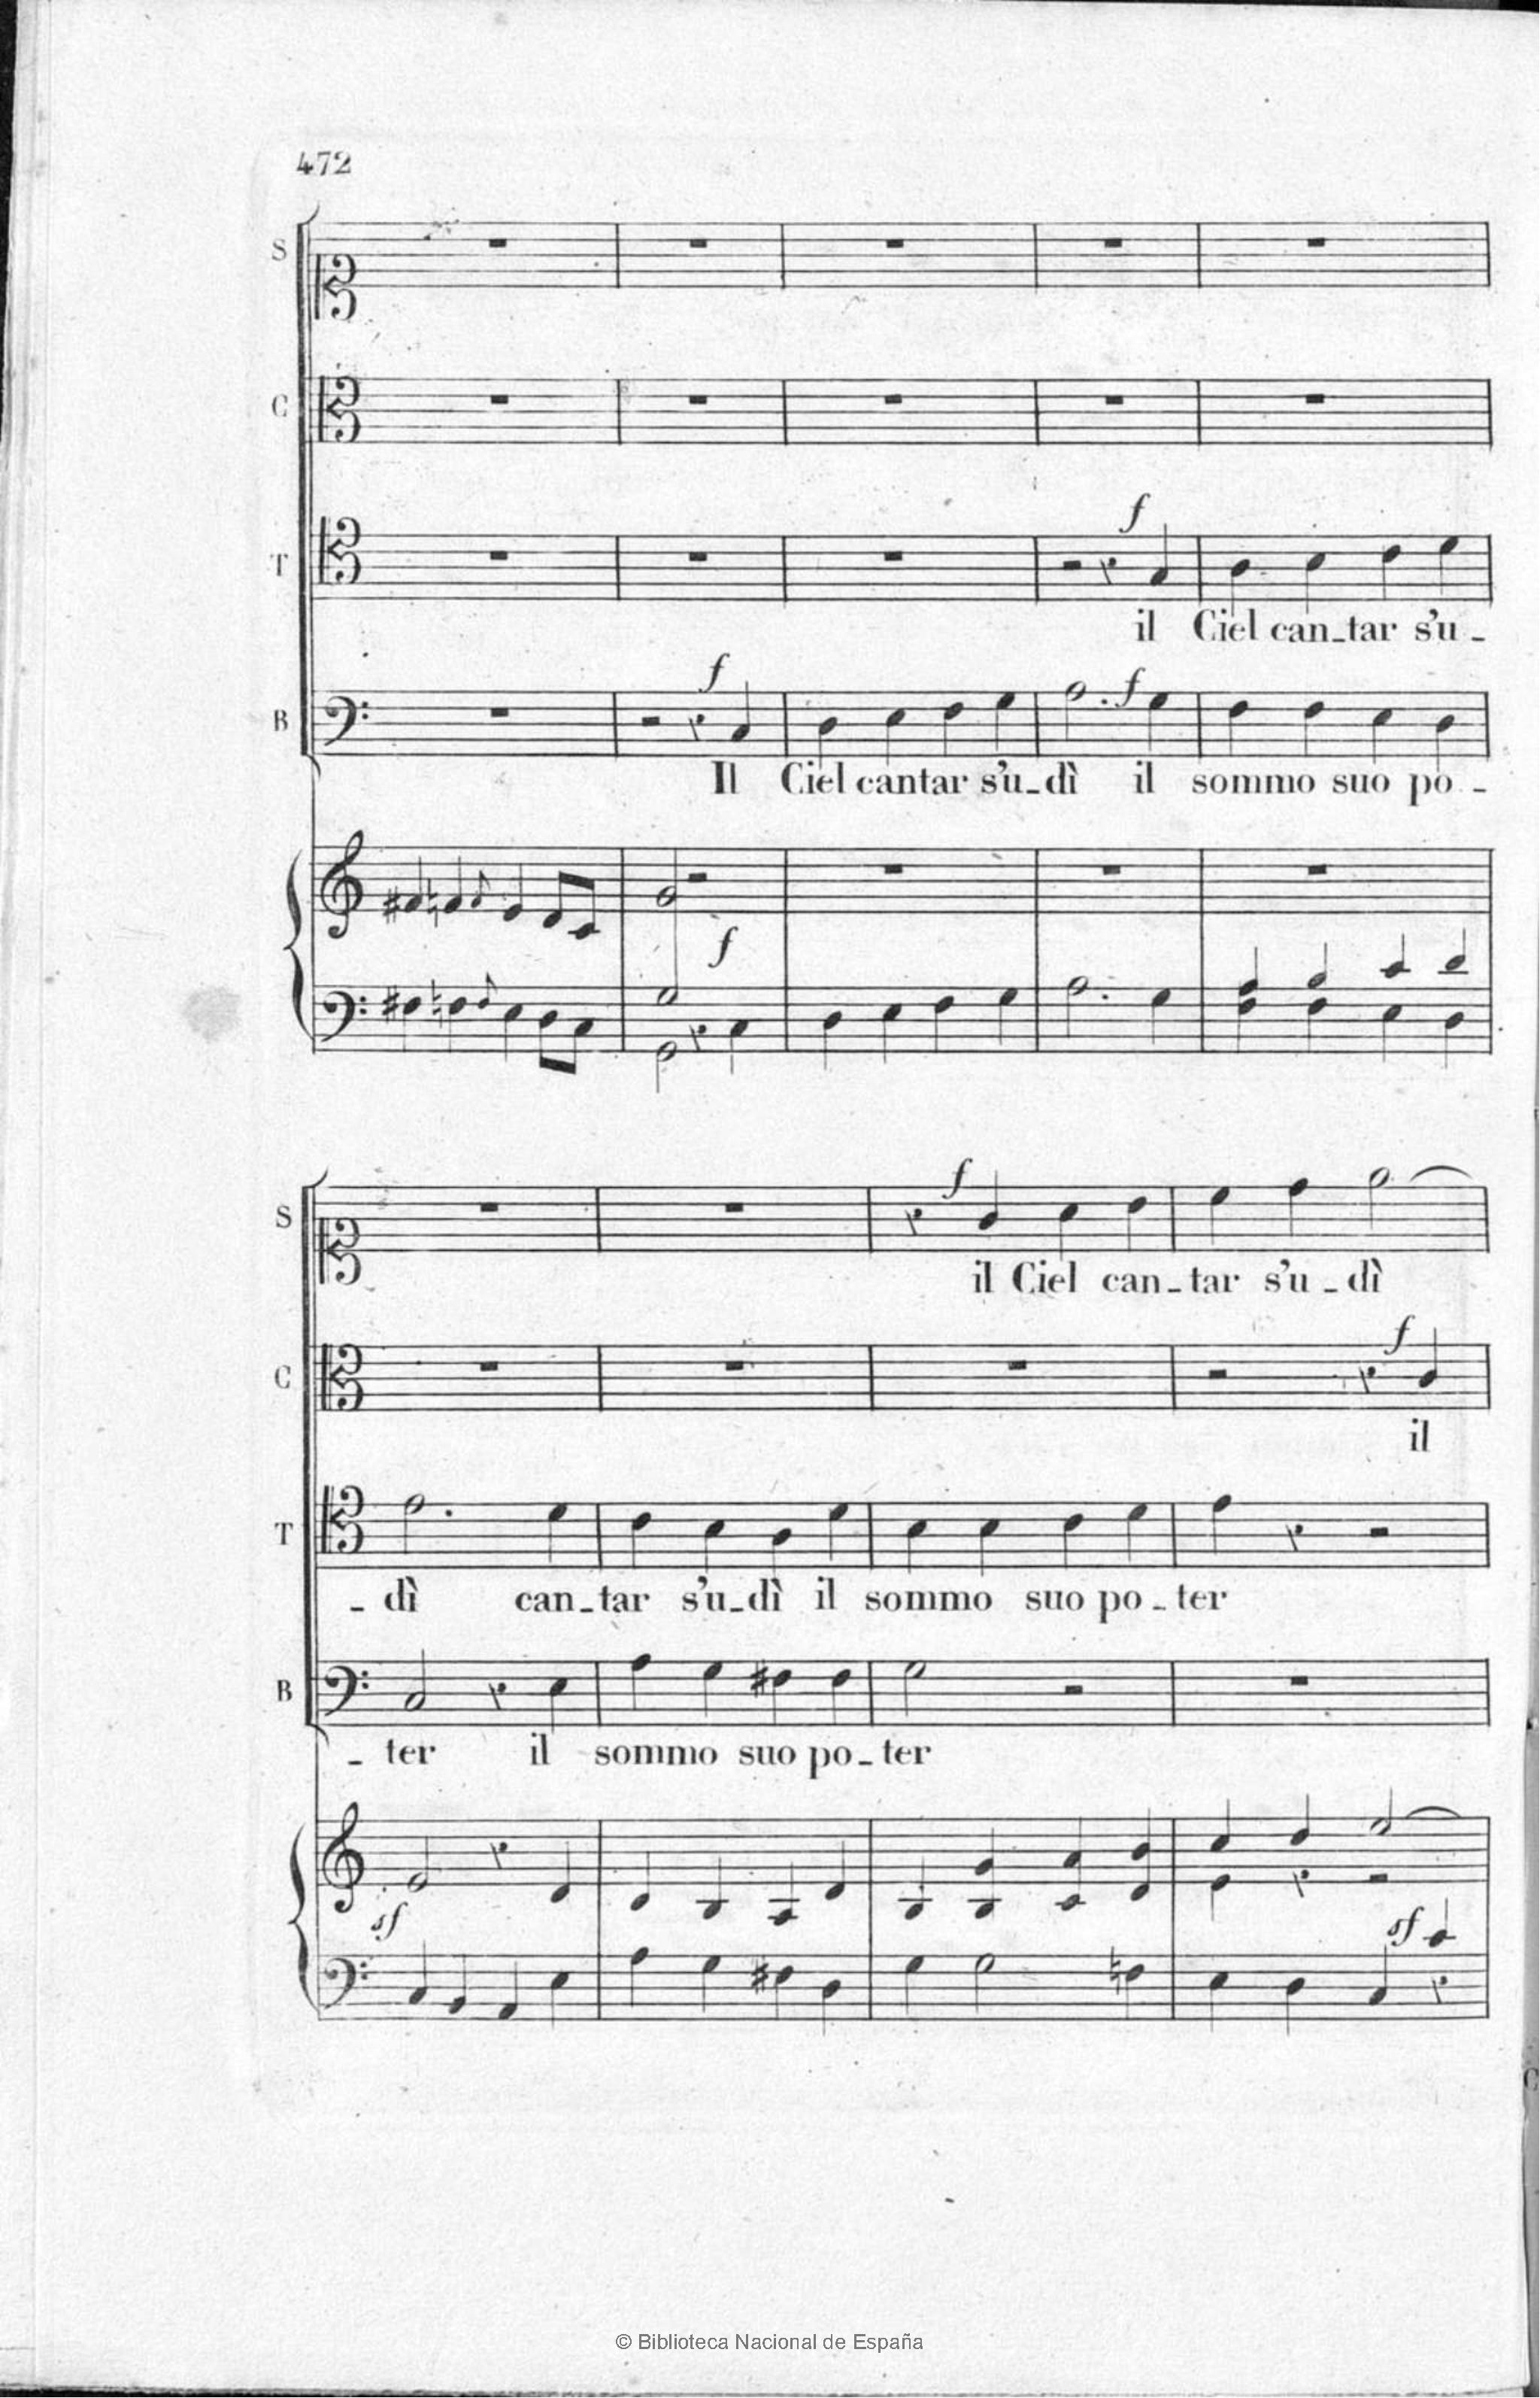 472
S
C
T
f
il Ciel can_tar s'u_
f f
B
Il Ciel cantar s'u_dì il sommo suo po_
f
S
f
il Ciel can_tar s'u_dì
C
f
il
T
_dì can_tar s'u_dì il sommo suo po_ter
B
_ter il sommo suo po_ter
sf
sf
© Biblioteca Nacional de España